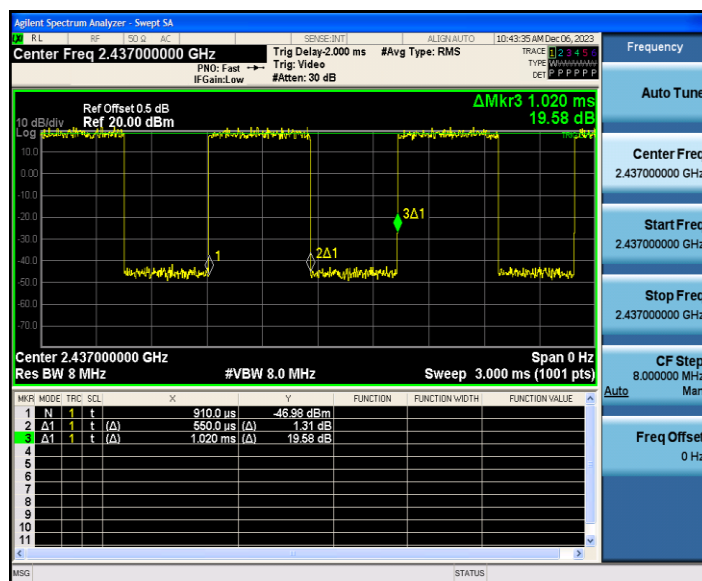 Agilent Spectrum Analyzer - Swept SA
RL RF 50 Ω AC SENSE:INT ALIGN AUTO 10:43:35 AM Dec 06, 2023
Center Freq 2.437000000 GHz
PNO: Fast
IFGain:Low
Trig Delay-2.000 ms
Trig: Video
#Atten: 30 dB
#Avg Type: RMS
TRACE 1 2 3 4 5 6
TYPE W
DET P P P P P P
Frequency
Auto Tune
Center Freq
2.437000000 GHz
Start Freq
2.437000000 GHz
Stop Freq
2.437000000 GHz
CF Step
8.000000 MHz
Auto Man
Freq Offset
0 Hz
10 dB/div
Log
Ref Offset 0.5 dB
Ref 20.00 dBm
ΔMkr3 1.020 ms
19.58 dB
10.0
0.00
-10.0
-20.0
-30.0
-40.0
-50.0
-60.0
-70.0
1
2Δ1
3Δ1
Center 2.437000000 GHz Span 0 Hz
Res BW 8 MHz #VBW 8.0 MHz Sweep 3.000 ms (1001 pts)
MKR MODE TRC SCL X Y FUNCTION FUNCTION WIDTH FUNCTION VALUE
1 N 1 t 910.0 µs -46.98 dBm
2 Δ1 1 t (Δ) 550.0 µs (Δ) 1.31 dB
3 Δ1 1 t (Δ) 1.020 ms (Δ) 19.58 dB
4
5
6
7
8
9
10
11
MSG STATUS